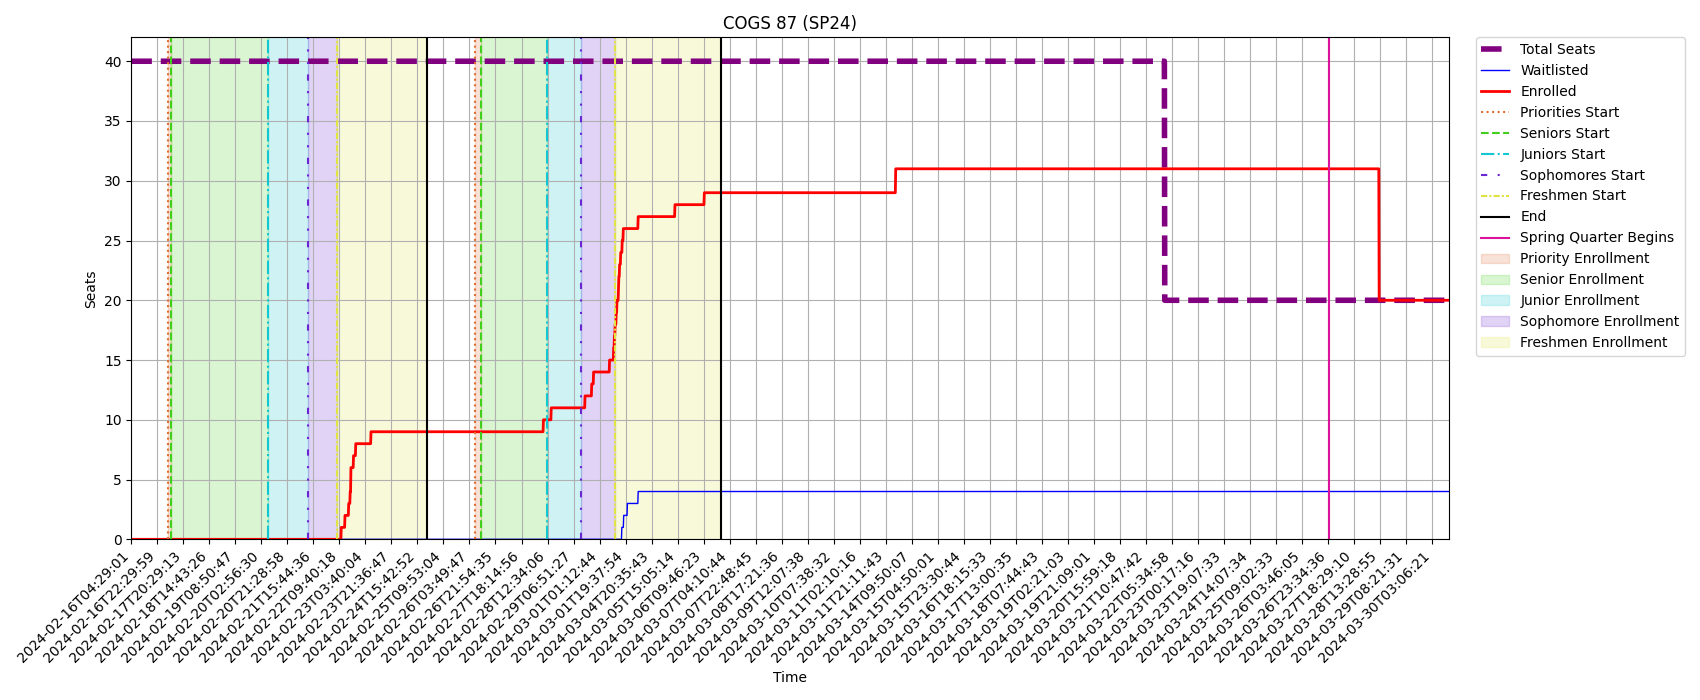 COGS 87 (SP24)
Seats
40
35
30
25
20
15
10
5
0
2024-02-16T04:29:01
2024-02-16T22:29:59
2024-02-17T20:29:13
2024-02-18T14:43:26
2024-02-19T08:50:47
2024-02-20T02:56:30
2024-02-20T21:28:58
2024-02-21T15:44:36
2024-02-22T09:40:18
2024-02-23T03:40:04
2024-02-23T21:36:47
2024-02-24T15:42:52
2024-02-25T09:53:04
2024-02-26T03:49:47
2024-02-26T21:54:35
2024-02-27T18:14:56
2024-02-28T12:34:06
2024-02-29T06:51:27
2024-03-01T01:12:44
2024-03-01T19:37:54
2024-03-04T20:35:43
2024-03-05T15:05:14
2024-03-06T09:46:23
2024-03-07T04:10:44
2024-03-07T22:48:45
2024-03-08T17:21:36
2024-03-09T12:07:38
2024-03-10T07:38:32
2024-03-11T02:10:16
2024-03-11T21:11:43
2024-03-14T09:50:07
2024-03-15T04:50:01
2024-03-15T23:30:44
2024-03-16T18:15:33
2024-03-17T13:00:35
2024-03-18T07:44:43
2024-03-19T02:21:03
2024-03-19T21:09:01
2024-03-20T15:59:18
2024-03-21T10:47:42
2024-03-22T05:34:58
2024-03-23T00:17:16
2024-03-23T19:07:33
2024-03-24T14:07:34
2024-03-25T09:02:33
2024-03-26T03:46:05
2024-03-26T23:34:36
2024-03-27T18:29:10
2024-03-28T13:28:55
2024-03-29T08:21:31
2024-03-30T03:06:21
Time
Total Seats
Waitlisted
Enrolled
Priorities Start
Seniors Start
Juniors Start
Sophomores Start
Freshmen Start
End
Spring Quarter Begins
Priority Enrollment
Senior Enrollment
Junior Enrollment
Sophomore Enrollment
Freshmen Enrollment